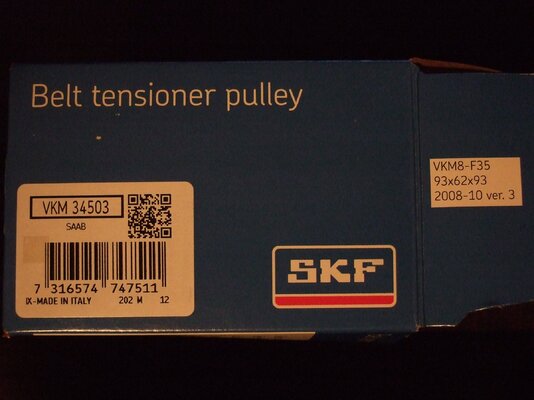 Belt tensioner pulley
VKM 34503
SAAB
7 316574 747511
IX-MADE IN ITALY 202 M 12
SKF
VKM8-F35
93x62x93
2008-10 ver. 3